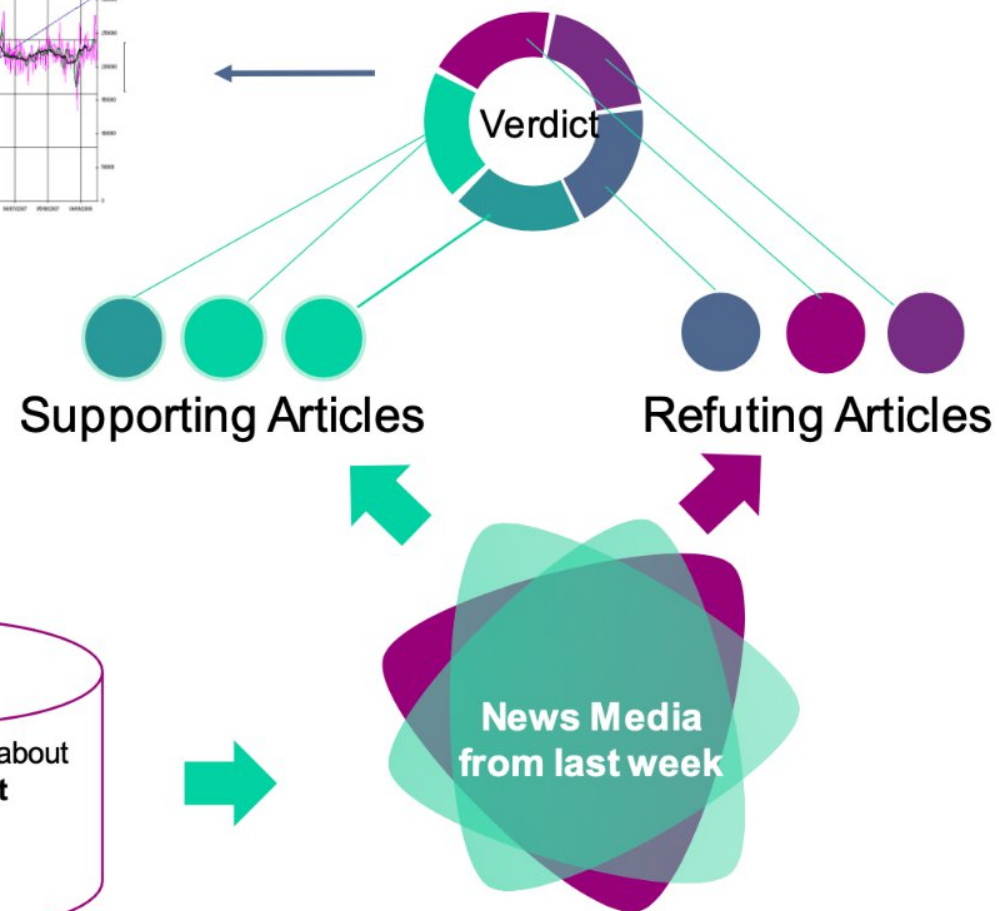 Verdict
Supporting Articles
Refuting Articles
News Media
from last week
about
t